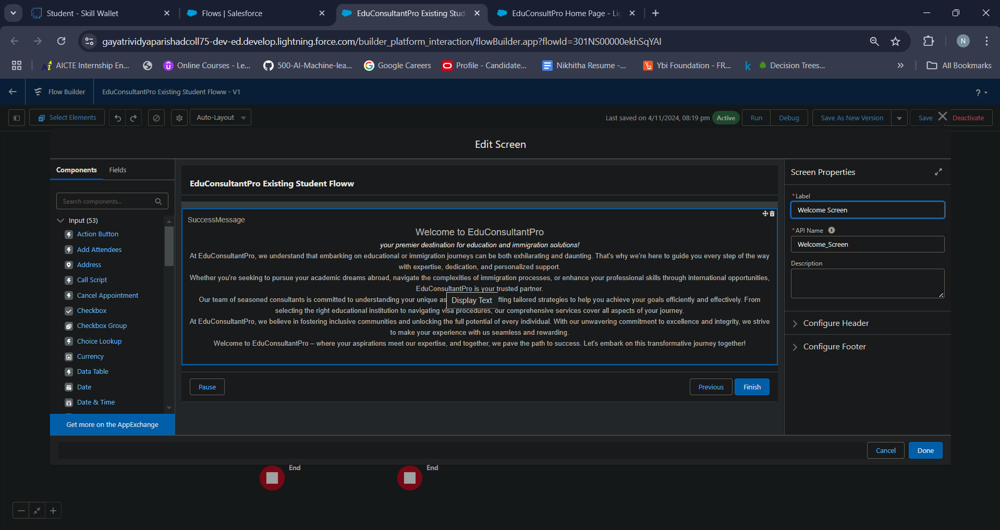 Student - Skill Wallet
Flows | Salesforce
EduConsultantPro Existing Stud
EduConsultPro Home Page - Lig
gayatrividyaparishadcoll75-dev-ed.develop.lightning.force.com/builder_platform_interaction/flowBuilder.app?flowId=301NS00000ekhSqYAI
N
AICTE Internship En...
Online Courses - Le...
500-AI-Machine-lea...
Google Careers
Profile - Candidate...
Nikhitha Resume -...
Ybi Foundation - FR...
k
Decision Trees...
All Bookmarks
Flow Builder
EduConsultantPro Existing Student Floww - V1
?
Select Elements
Auto-Layout
Last saved on 4/11/2024, 08:19 pm
Active
Run
Debug
Save As New Version
Save
Deactivate
Edit Screen
Components
Fields
Search components...
Input (53)
Action Button
Add Attendees
Address
Call Script
Cancel Appointment
Checkbox
Checkbox Group
Choice Lookup
Currency
Data Table
Date
Date & Time
Get more on the AppExchange
EduConsultantPro Existing Student Floww
SuccessMessage
Welcome to EduConsultantPro
your premier destination for education and immigration solutions!
At EduConsultantPro, we understand that embarking on educational or immigration journeys can be both exhilarating and daunting. That's why we're here to guide you every step of the way
with expertise, dedication, and personalized support.
Whether you're seeking to pursue your academic dreams abroad, navigate the complexities of immigration processes, or enhance your professional skills through international opportunities,
EduConsultantPro is your trusted partner.
Our team of seasoned consultants is committed to understanding your unique as
Display Text
fting tailored strategies to help you achieve your goals efficiently and effectively. From
selecting the right educational institution to navigating visa procedures, our comprehensive services cover all aspects of your journey.
At EduConsultantPro, we believe in fostering inclusive communities and unlocking the full potential of every individual. With our unwavering commitment to excellence and integrity, we strive
to make your experience with us seamless and rewarding.
Welcome to EduConsultantPro – where your aspirations meet our expertise, and together, we pave the path to success. Let's embark on this transformative journey together!
Pause
Previous
Finish
Screen Properties
*Label
Welcome Screen
*API Name
Welcome_Screen
Description
Configure Header
Configure Footer
Cancel
Done
End
End